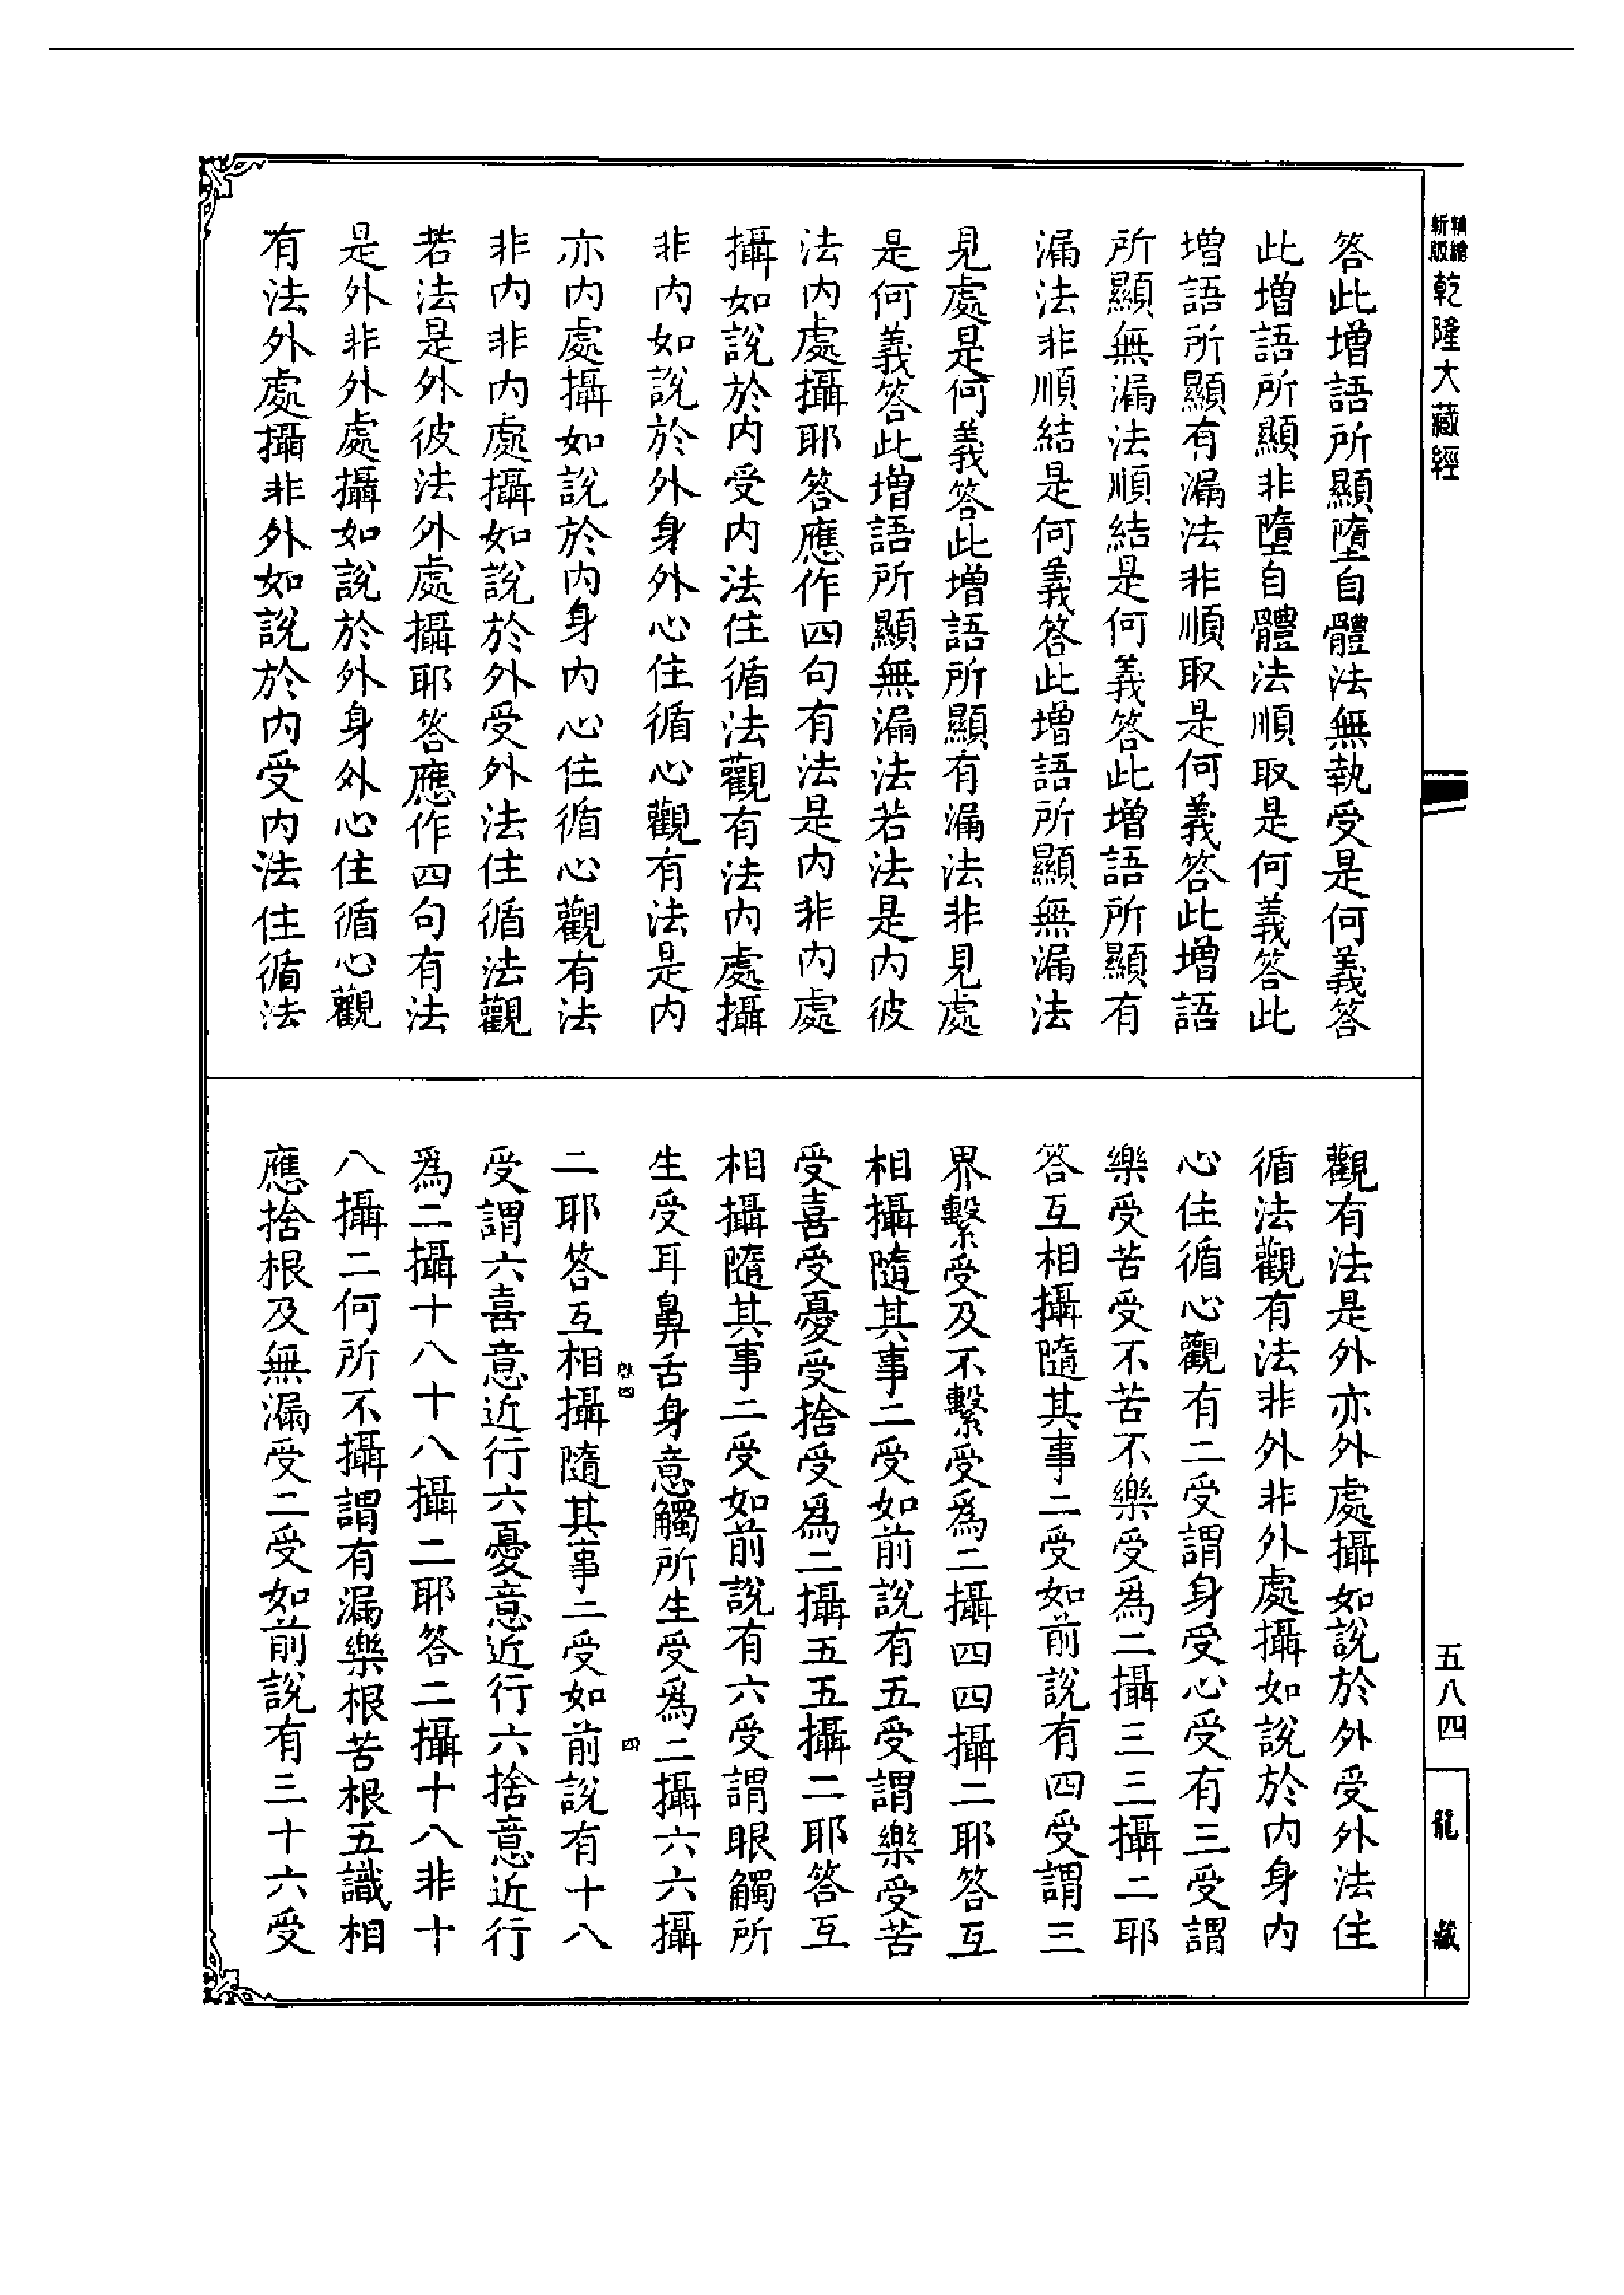 精縮新版乾隆大藏經
答此增語所顯墮自體法無執受是何義答
此增語所顯非墮自體法順取是何義答此
增語所顯有漏法非順取是何義答此增語
所顯無漏法順結是何義答此增語所顯有
漏法非順結是何義答此增語所顯無漏法
見處是何義答此增語所顯有漏法非見處
是何義答此增語所顯無漏法若法是內彼
法內處攝耶答應作四句有法是內非內處
攝如說於內受內法住循法觀有法內處攝
非內如說於外身外心住循心觀有法是內
亦內處攝如說於內身內心住循心觀有法
非內非內處攝如說於外受外法住循法觀
若法是外彼法外處攝耶答應作四句有法
是外非外處攝如說於外身外心住循心觀
有法外處攝非外如說於內受內法住循法
觀有法是外亦外處攝如說於外受外法住
循法觀有法非外非外處攝如說於內身內
心住循心觀有二受謂身受心受有三受謂
樂受苦受不苦不樂受為二攝三三攝二耶
答互相攝隨其事二受如前說有四受謂三
界繫受及不繫受為二攝四四攝二耶答互
相攝隨其事二受如前說有五受謂樂受苦
受喜受憂受捨受為二攝五五攝二耶答互
相攝隨其事二受如前說有六受謂眼觸所
生受耳鼻舌身意觸所生受為二攝六六攝
四
二耶答互相攝隨其事二受如前說有十八
受謂六喜意近行六憂意近行六捨意近行
為二攝十八十八攝二耶答二攝十八非十
八攝二何所不攝謂有漏樂根苦根五識相
應捨根及無漏受二受如前說有三十六受
五八四
龍藏